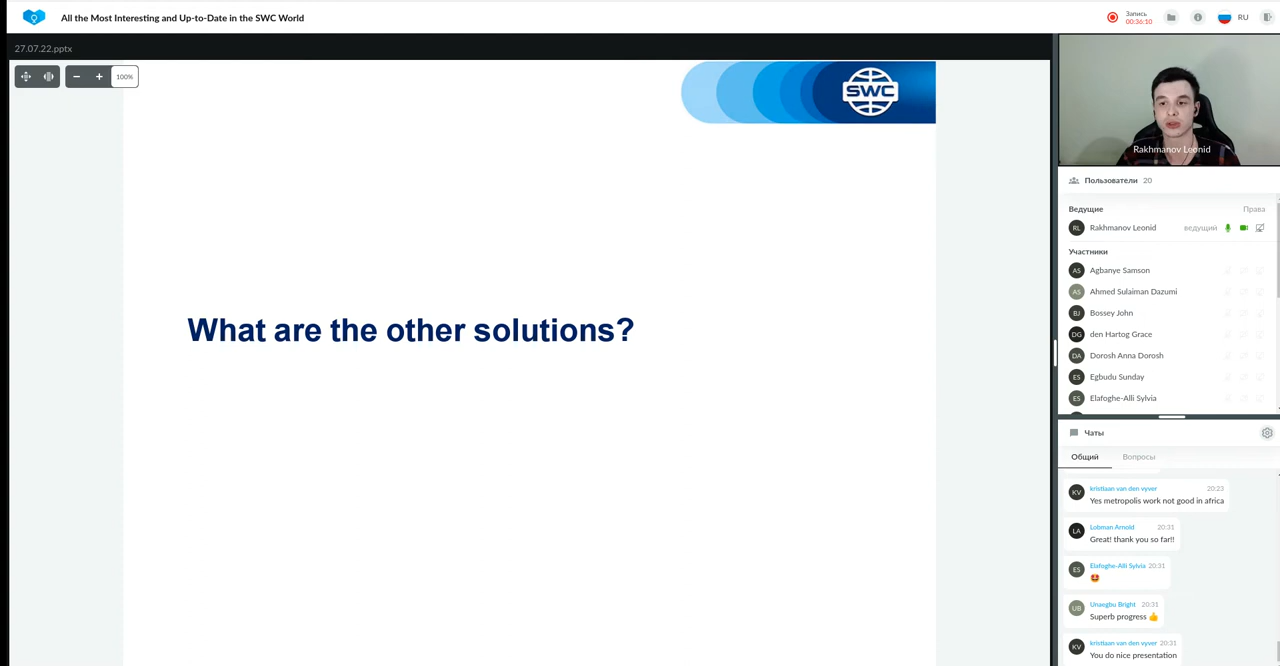 All the Most Interesting and Up-to-Date in the SWC World
Запись
00:36:10
RU
27.07.22.pptx
100%
SWC
What are the other solutions?
Rakhmanov Leonid
Пользователи 20
Ведущие Права
RL Rakhmanov Leonid ведущий
Участники
AS Agbanye Samson
AS Ahmed Sulaiman Dazumi
BJ Bossey John
DG den Hartog Grace
DA Dorosh Anna Dorosh
ES Egbudu Sunday
ES Elafoghe-Alli Sylvia
Чаты
Общий Вопросы
KV kristiaan van den vyver 20:23
Yes metropolis work not good in africa
LA Lobman Arnold 20:31
Great! thank you so far!!
ES Elafoghe-Alli Sylvia 20:31
🤩
UB Unaegbu Bright 20:31
Superb progress 👍
KV kristiaan van den vyver 20:31
You do nice presentation